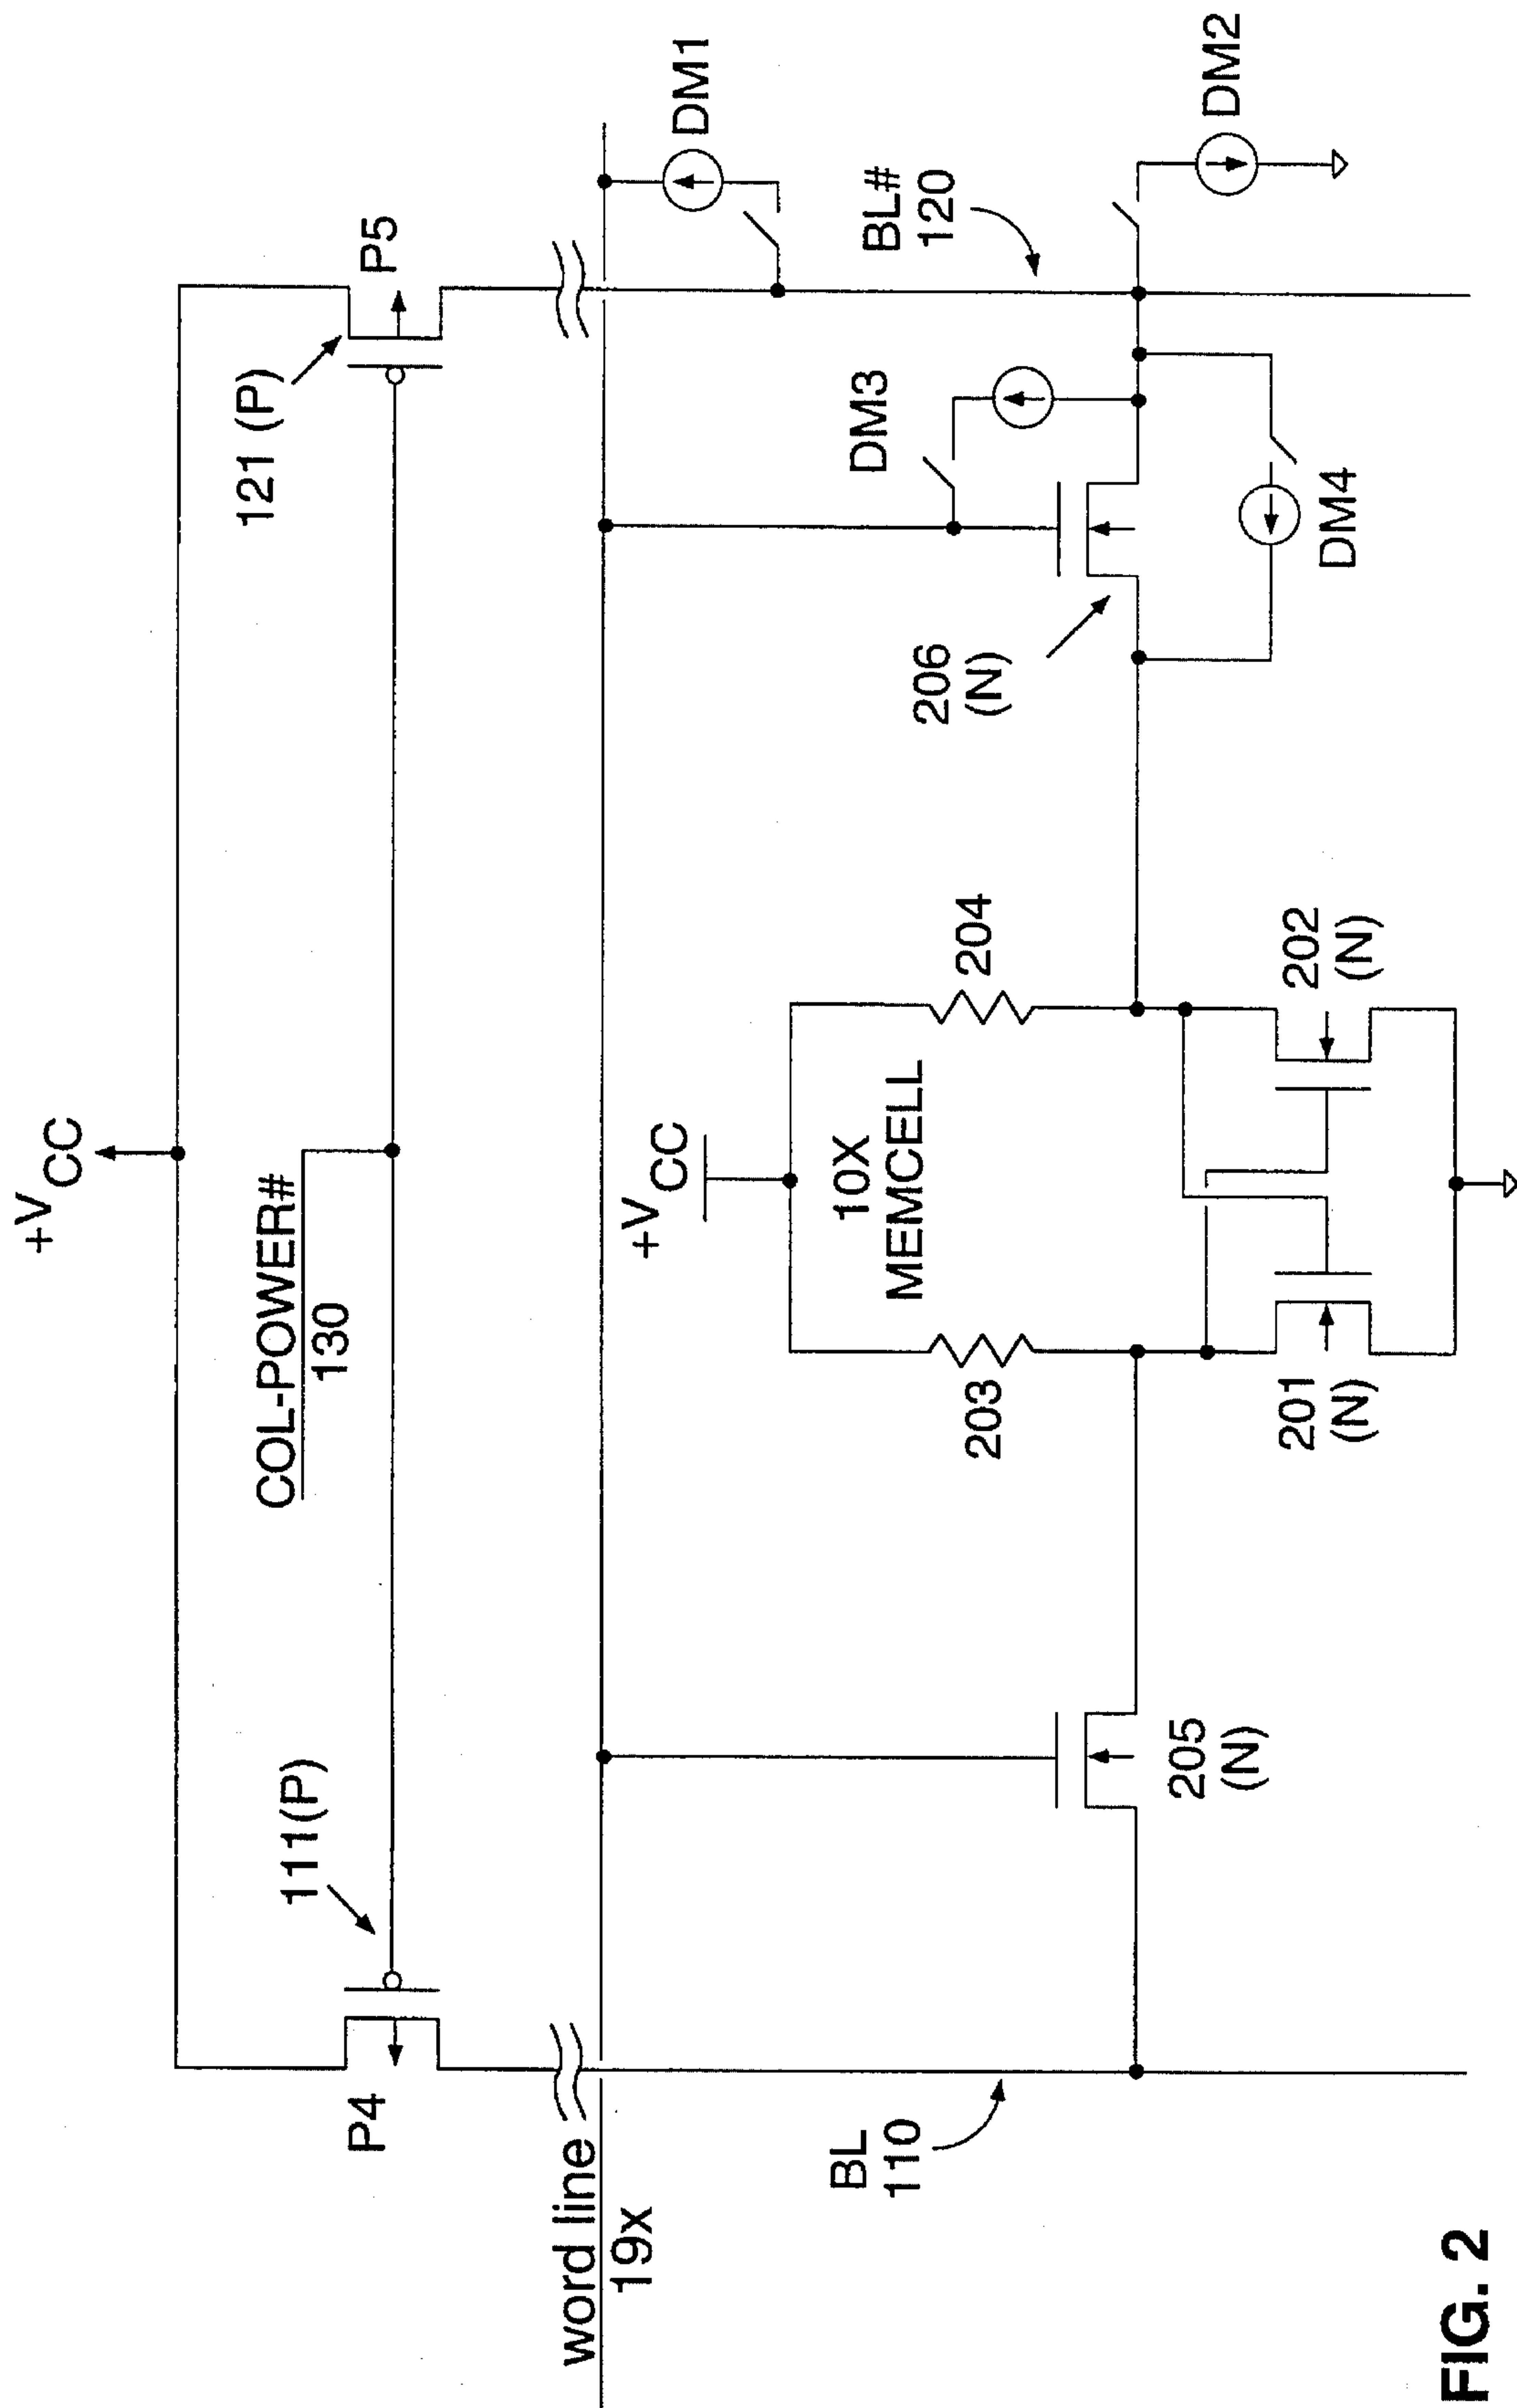 +VCC
COL-POWER#
130
111(P)
121 (P)
P4
P5
word line
19x
DM1
+VCC
10X
MEMCELL
BL
110
BL#
120
DM3
DM2
203
204
206
(N)
205
(N)
DM4
201
(N)
202
(N)
FIG. 2